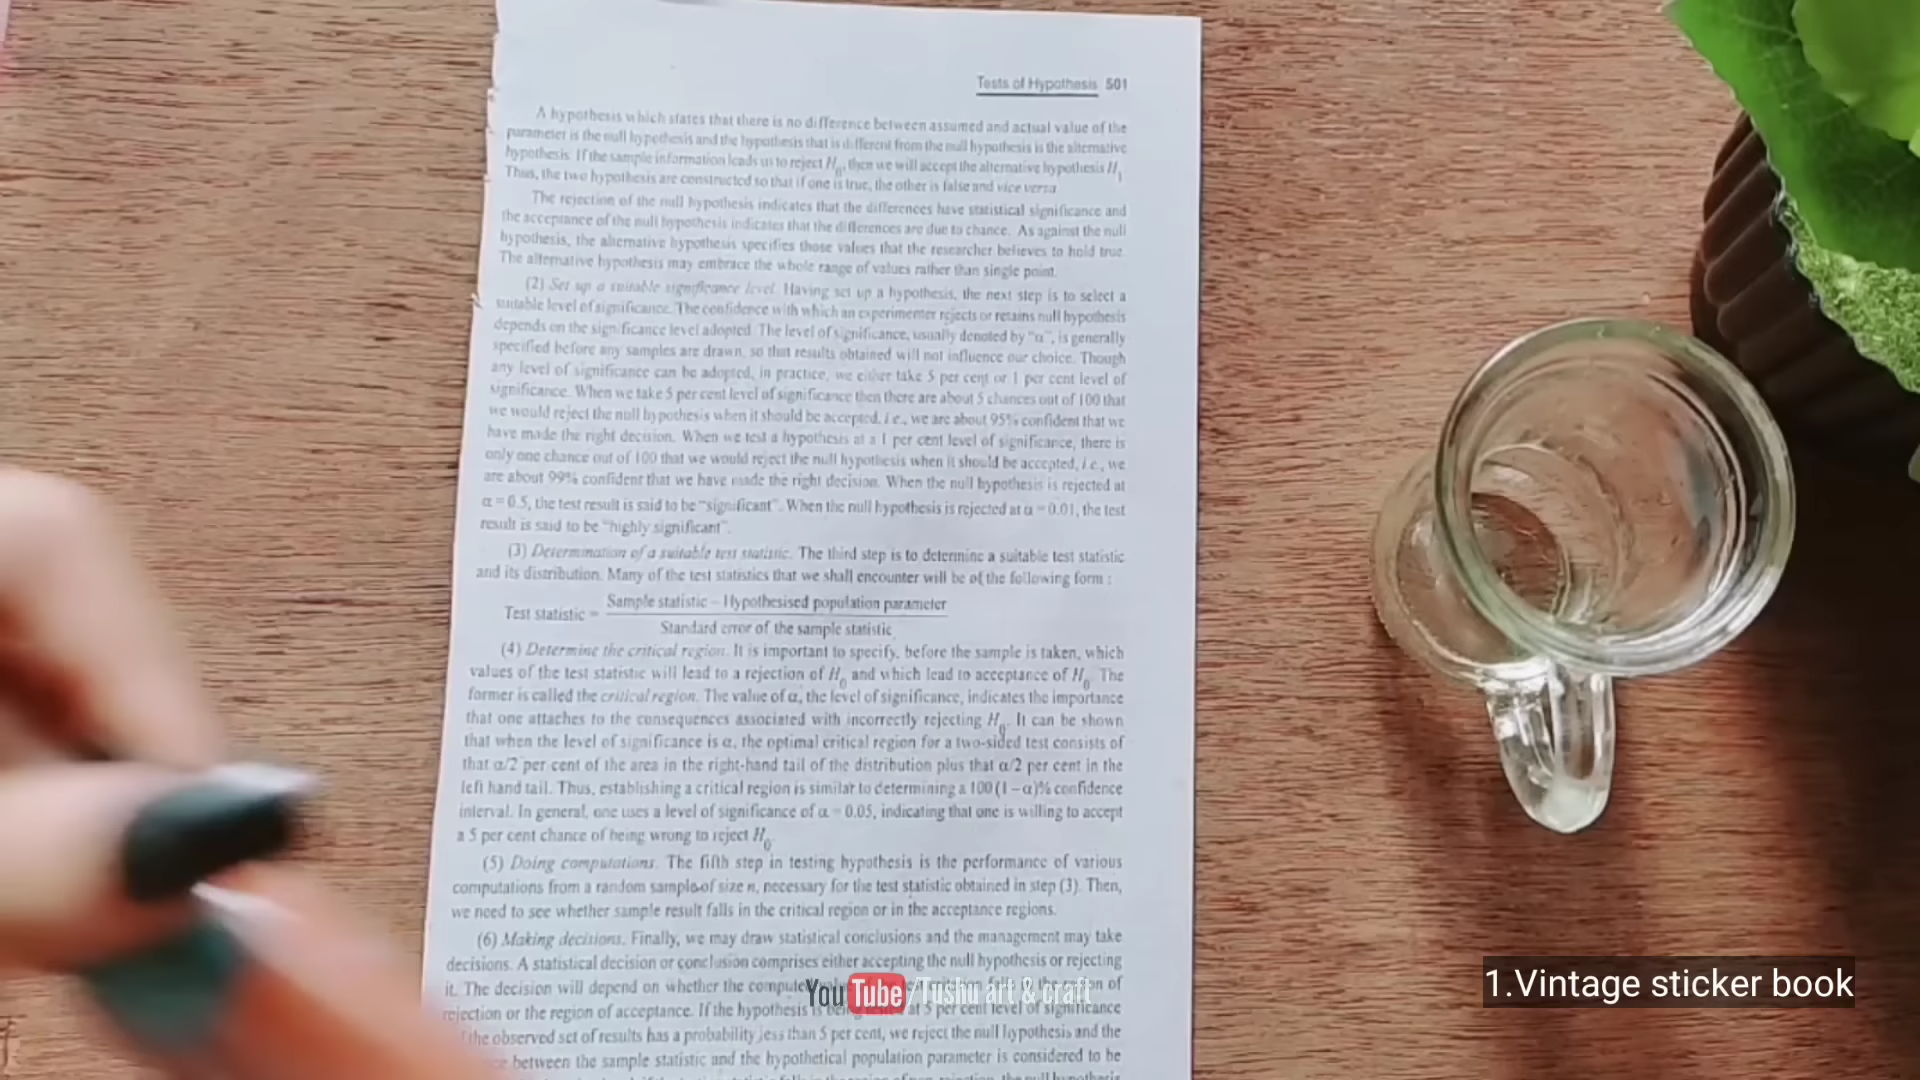 Tests of Hypothesis 501
A hypothesis which states that there is no difference between assumed and actual value of the
parameter is the null hypothesis and the hypothesis that is different from the null hypothesis is the alternative
hypothesis. If the sample information leads us to reject H0, then we will accept the alternative hypothesis H1
Thus, the two hypothesis are constructed so that if one is true, the other is false and vice versa.
The rejection of the null hypothesis indicates that the differences have statistical significance and
the acceptance of the null hypothesis indicates that the differences are due to chance. As against the null
hypothesis, the alternative hypothesis specifies those values that the researcher believes to hold true.
The alternative hypothesis may embrace the whole range of values rather than single point.
(2) Set up a suitable significance level. Having set up a hypothesis, the next step is to select a
suitable level of significance. The confidence with which an experimenter rejects or retains null hypothesis
depends on the significance level adopted. The level of significance, usually denoted by "α", is generally
specified before any samples are drawn, so that results obtained will not influence our choice. Though
any level of significance can be adopted, in practice, we either take 5 per cent or 1 per cent level of
significance. When we take 5 per cent level of significance then there are about 5 chances out of 100 that
we would reject the null hypothesis when it should be accepted, i.e., we are about 95% confident that we
have made the right decision. When we test a hypothesis at a 1 per cent level of significance, there is
only one chance out of 100 that we would reject the null hypothesis when it should be accepted, i.e., we
are about 99% confident that we have made the right decision. When the null hypothesis is rejected at
α = 0.5, the test result is said to be "significant". When the null hypothesis is rejected at α = 0.01, the test
result is said to be "highly significant".
(3) Determination of a suitable test statistic. The third step is to determine a suitable test statistic
and its distribution. Many of the test statistics that we shall encounter will be of the following form :
Test statistic = Sample statistic – Hypothesised population parameter
Standard error of the sample statistic
(4) Determine the critical region. It is important to specify, before the sample is taken, which
values of the test statistic will lead to a rejection of H0 and which lead to acceptance of H0. The
former is called the critical region. The value of α, the level of significance, indicates the importance
that one attaches to the consequences associated with incorrectly rejecting H0. It can be shown
that when the level of significance is α, the optimal critical region for a two-sided test consists of
that α/2 per cent of the area in the right-hand tail of the distribution plus that α/2 per cent in the
left hand tail. Thus, establishing a critical region is similar to determining a 100 (1 – α)% confidence
interval. In general, one uses a level of significance of α = 0.05, indicating that one is willing to accept
a 5 per cent chance of being wrong to reject H0
(5) Doing computations. The fifth step in testing hypothesis is the performance of various
computations from a random sample of size n, necessary for the test statistic obtained in step (3). Then,
we need to see whether sample result falls in the critical region or in the acceptance regions.
(6) Making decisions. Finally, we may draw statistical conclusions and the management may take
decisions. A statistical decision or conclusion comprises either accepting the null hypothesis or rejecting
it. The decision will depend on whether the
YouTube/Tushu art & craft
1.Vintage sticker book
rejection or the region of acceptance. If the hypothesis is being at 5 per cent level of significance
the observed set of results has a probability less than 5 per cent, we reject the null hypothesis and the
between the sample statistic and the hypothetical population parameter is considered to be